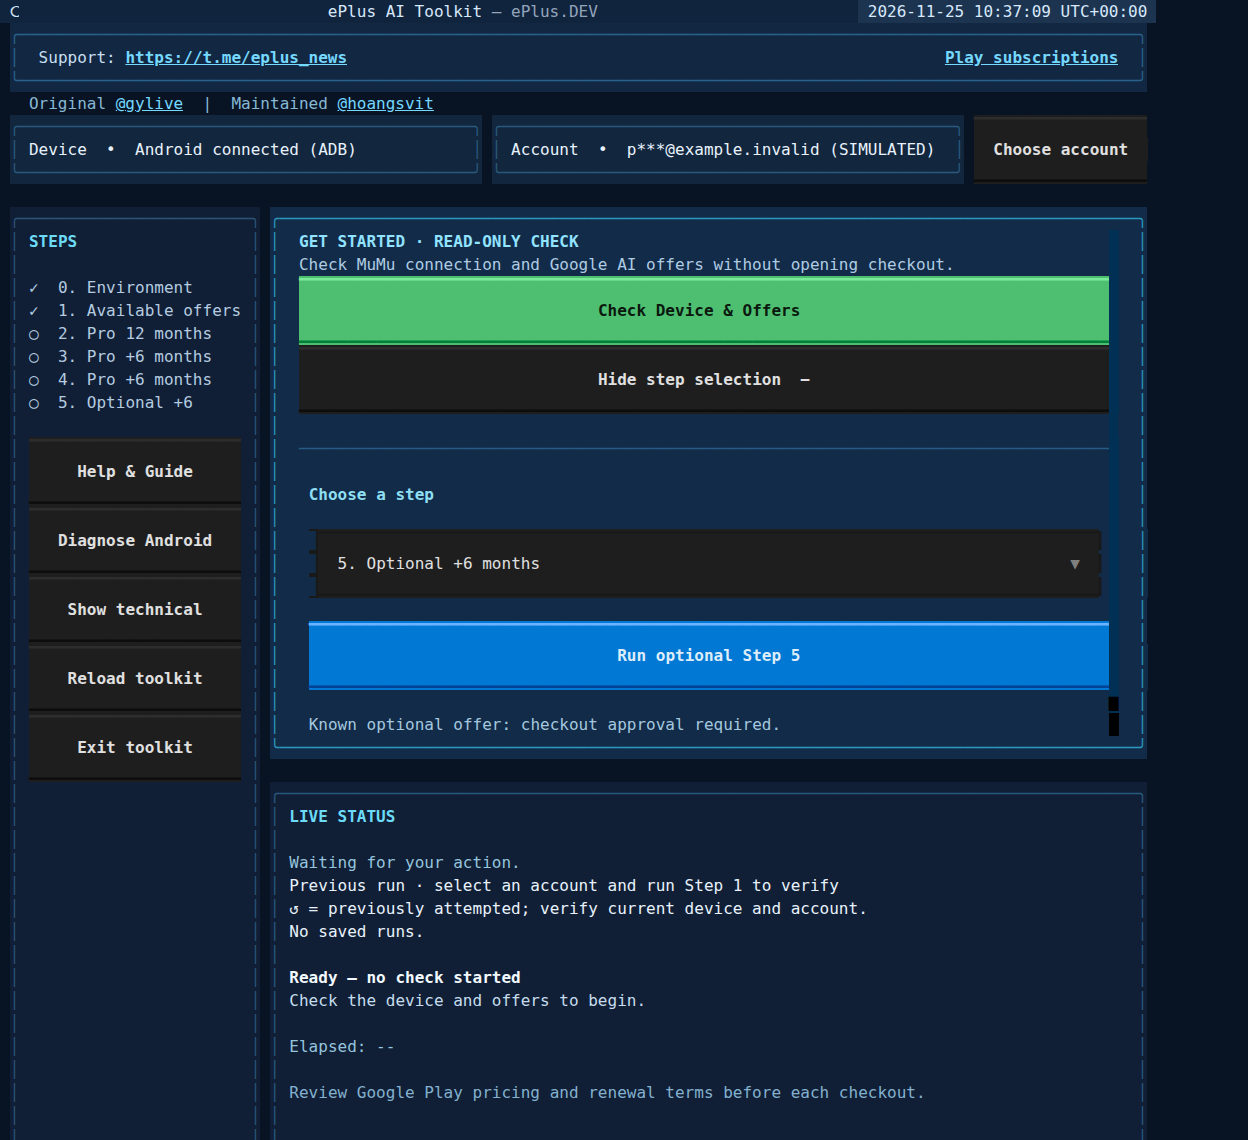 C ePlus AI Toolkit — ePlus.DEV 2026-11-25 10:37:09 UTC+00:00
Support: https://t.me/eplus_news Play subscriptions
Original @gylive | Maintained @hoangsvit
Device • Android connected (ADB) Account • p***@example.invalid (SIMULATED) Choose account
STEPS
✓ 0. Environment
✓ 1. Available offers
○ 2. Pro 12 months
○ 3. Pro +6 months
○ 4. Pro +6 months
○ 5. Optional +6
Help & Guide
Diagnose Android
Show technical
Reload toolkit
Exit toolkit
GET STARTED · READ-ONLY CHECK
Check MuMu connection and Google AI offers without opening checkout.
Check Device & Offers
Hide step selection −
Choose a step
5. Optional +6 months ▼
Run optional Step 5
Known optional offer: checkout approval required.
LIVE STATUS
Waiting for your action.
Previous run · select an account and run Step 1 to verify
↺ = previously attempted; verify current device and account.
No saved runs.
Ready — no check started
Check the device and offers to begin.
Elapsed: --
Review Google Play pricing and renewal terms before each checkout.